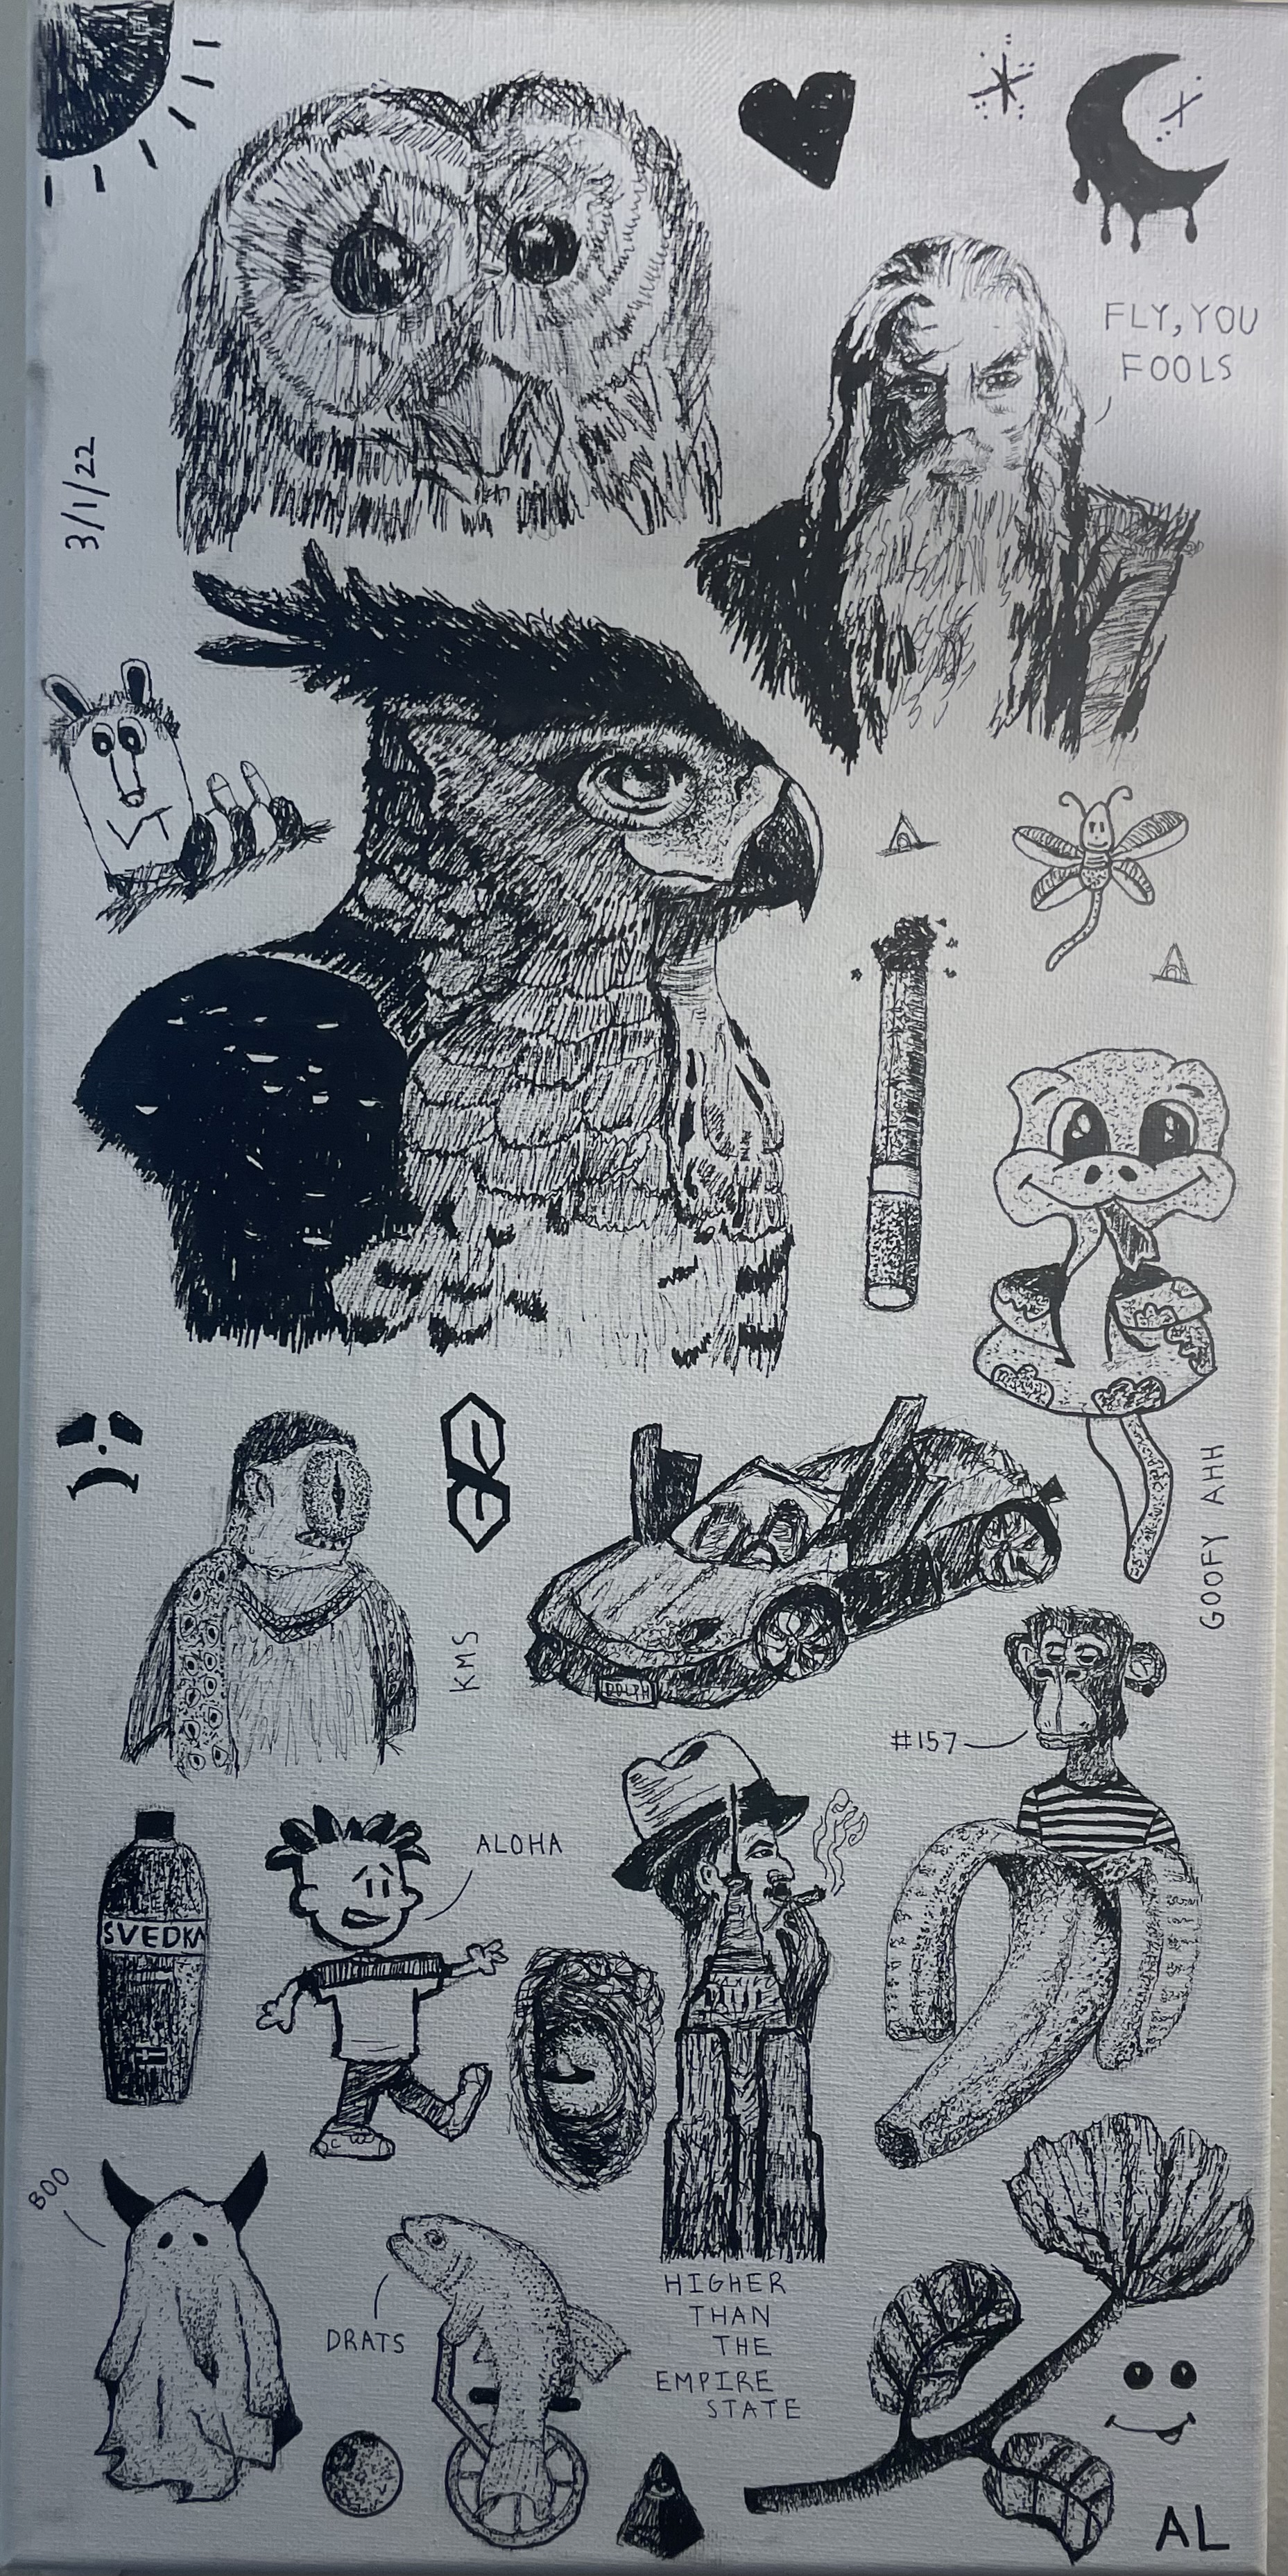 FLY, YOU
FOOLS
3/1/22
GOOFY AHH
KMS
#157
ALOHA
SVEDKA
BOO
DRATS
HIGHER
THAN
THE
EMPIRE
STATE
AL